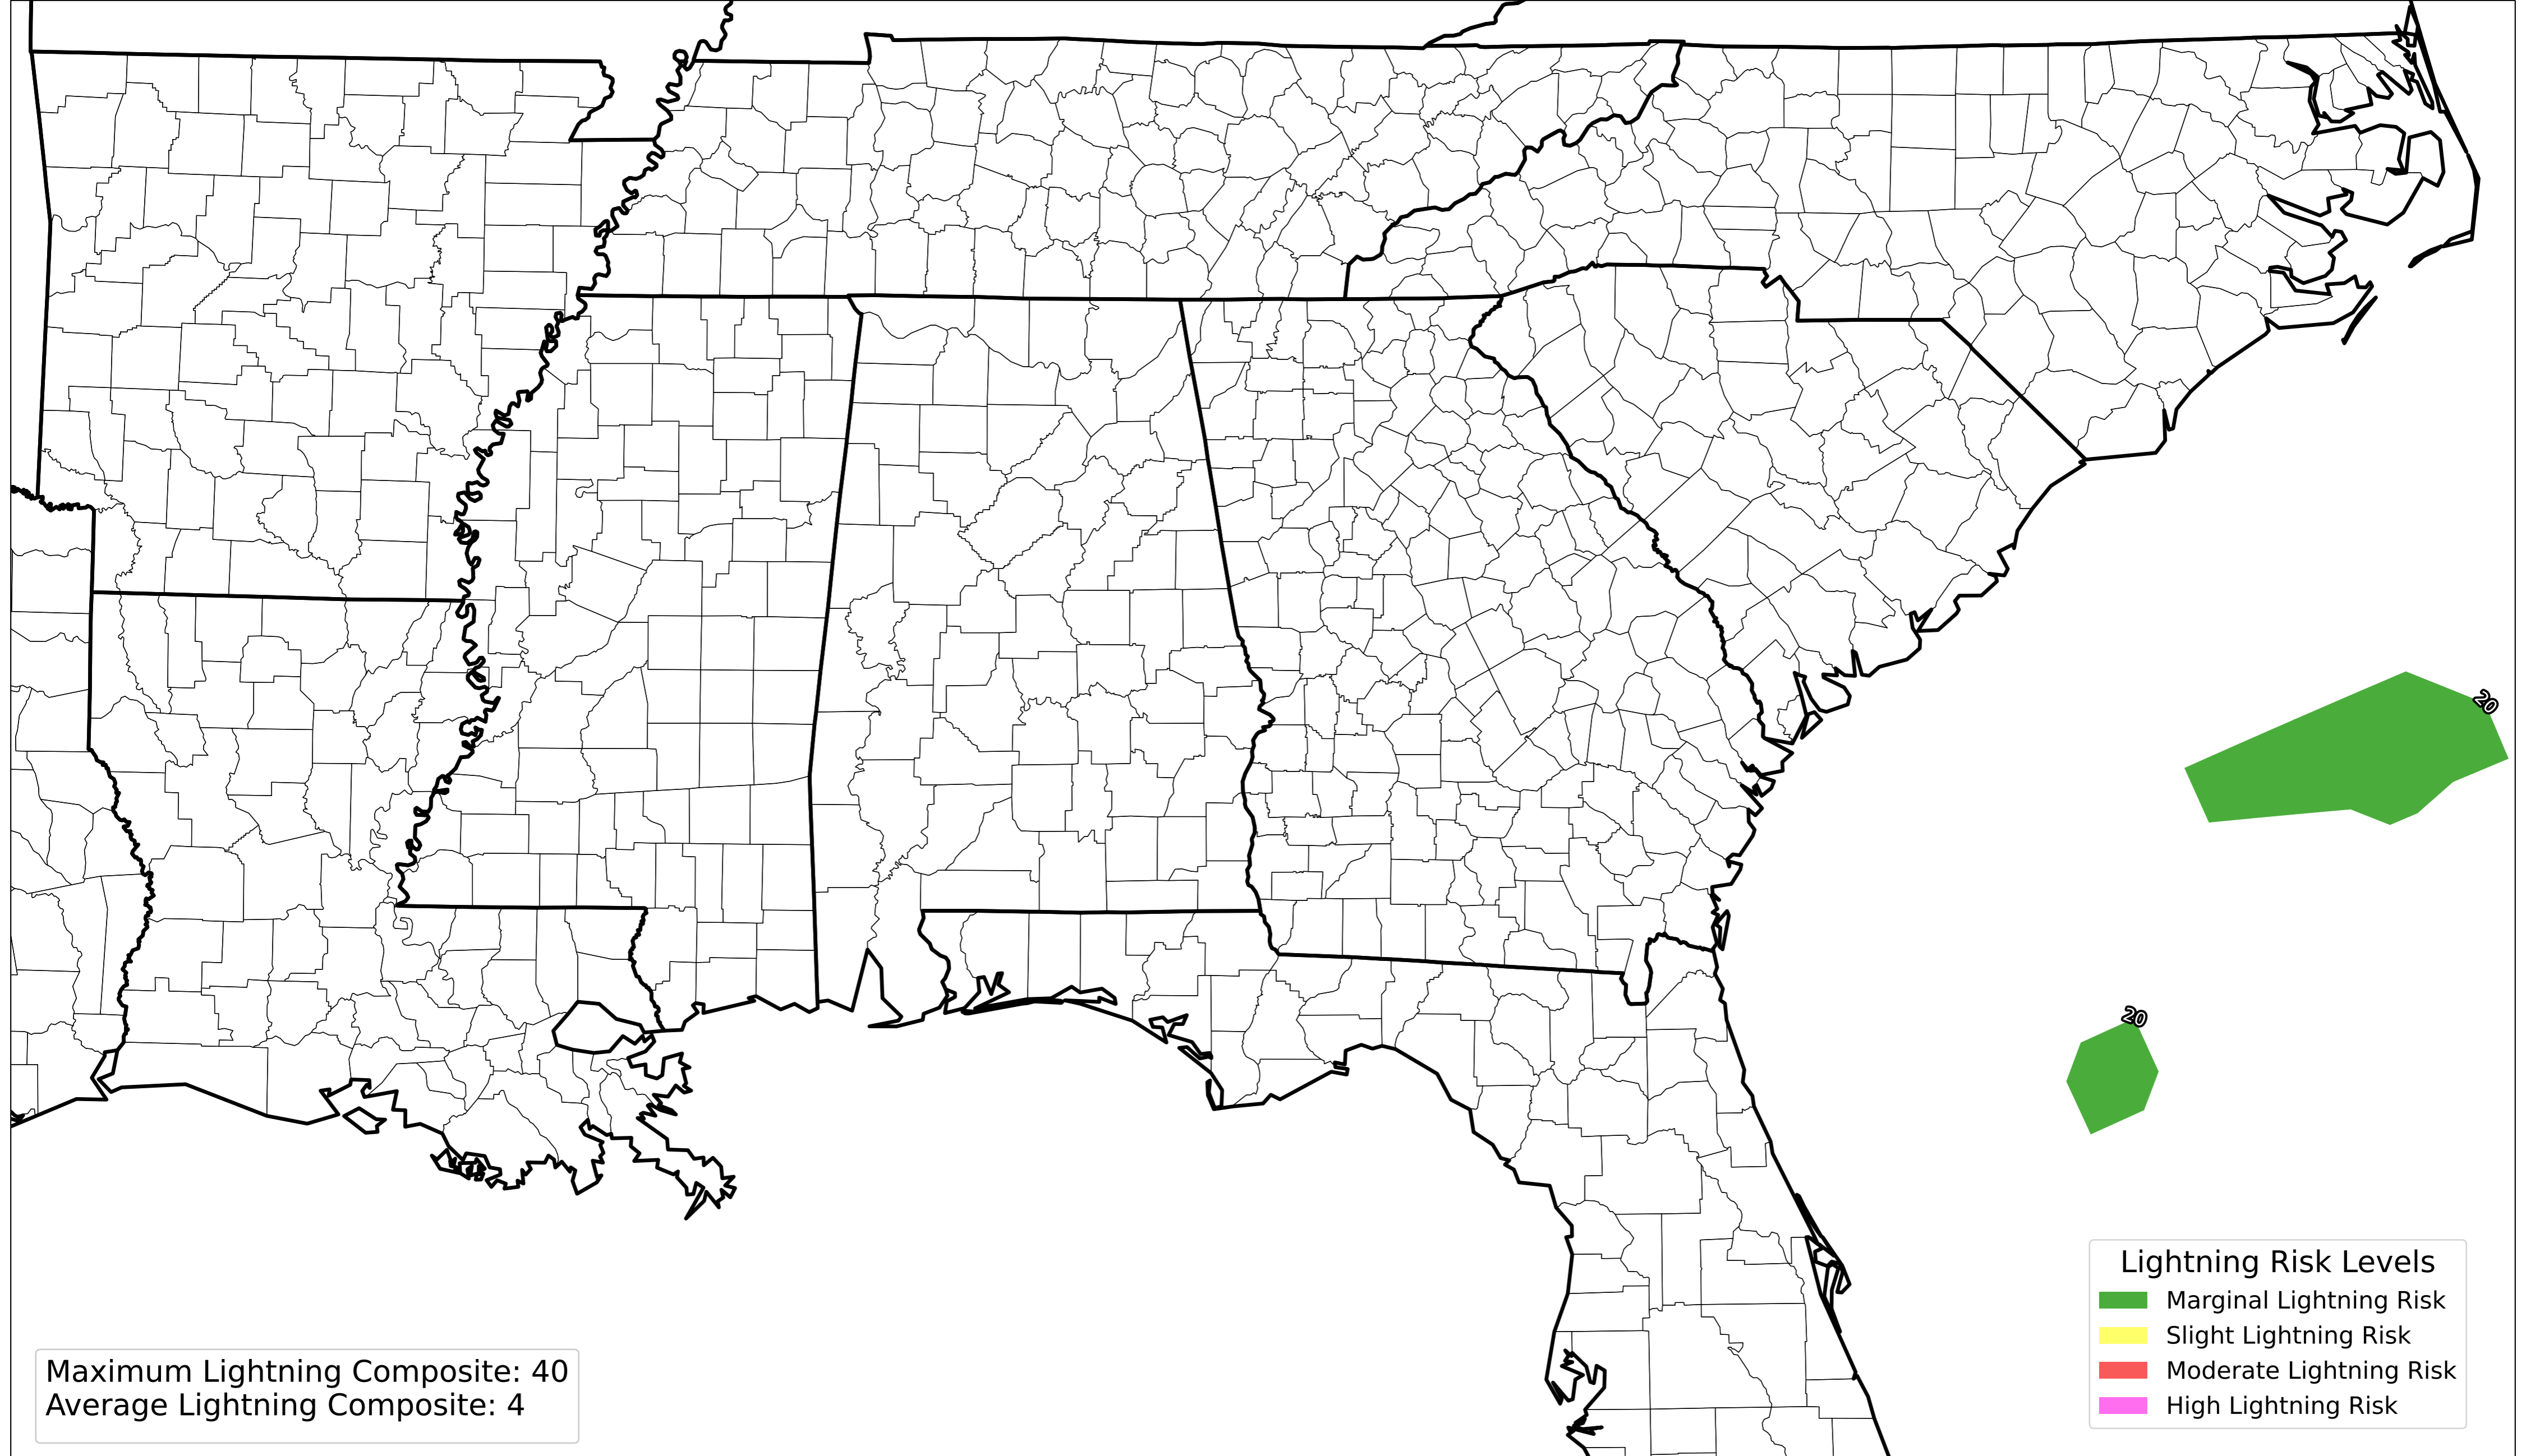 20
20
Lightning Risk Levels
Marginal Lightning Risk
Slight Lightning Risk
Moderate Lightning Risk
High Lightning Risk
Maximum Lightning Composite: 40
Average Lightning Composite: 4